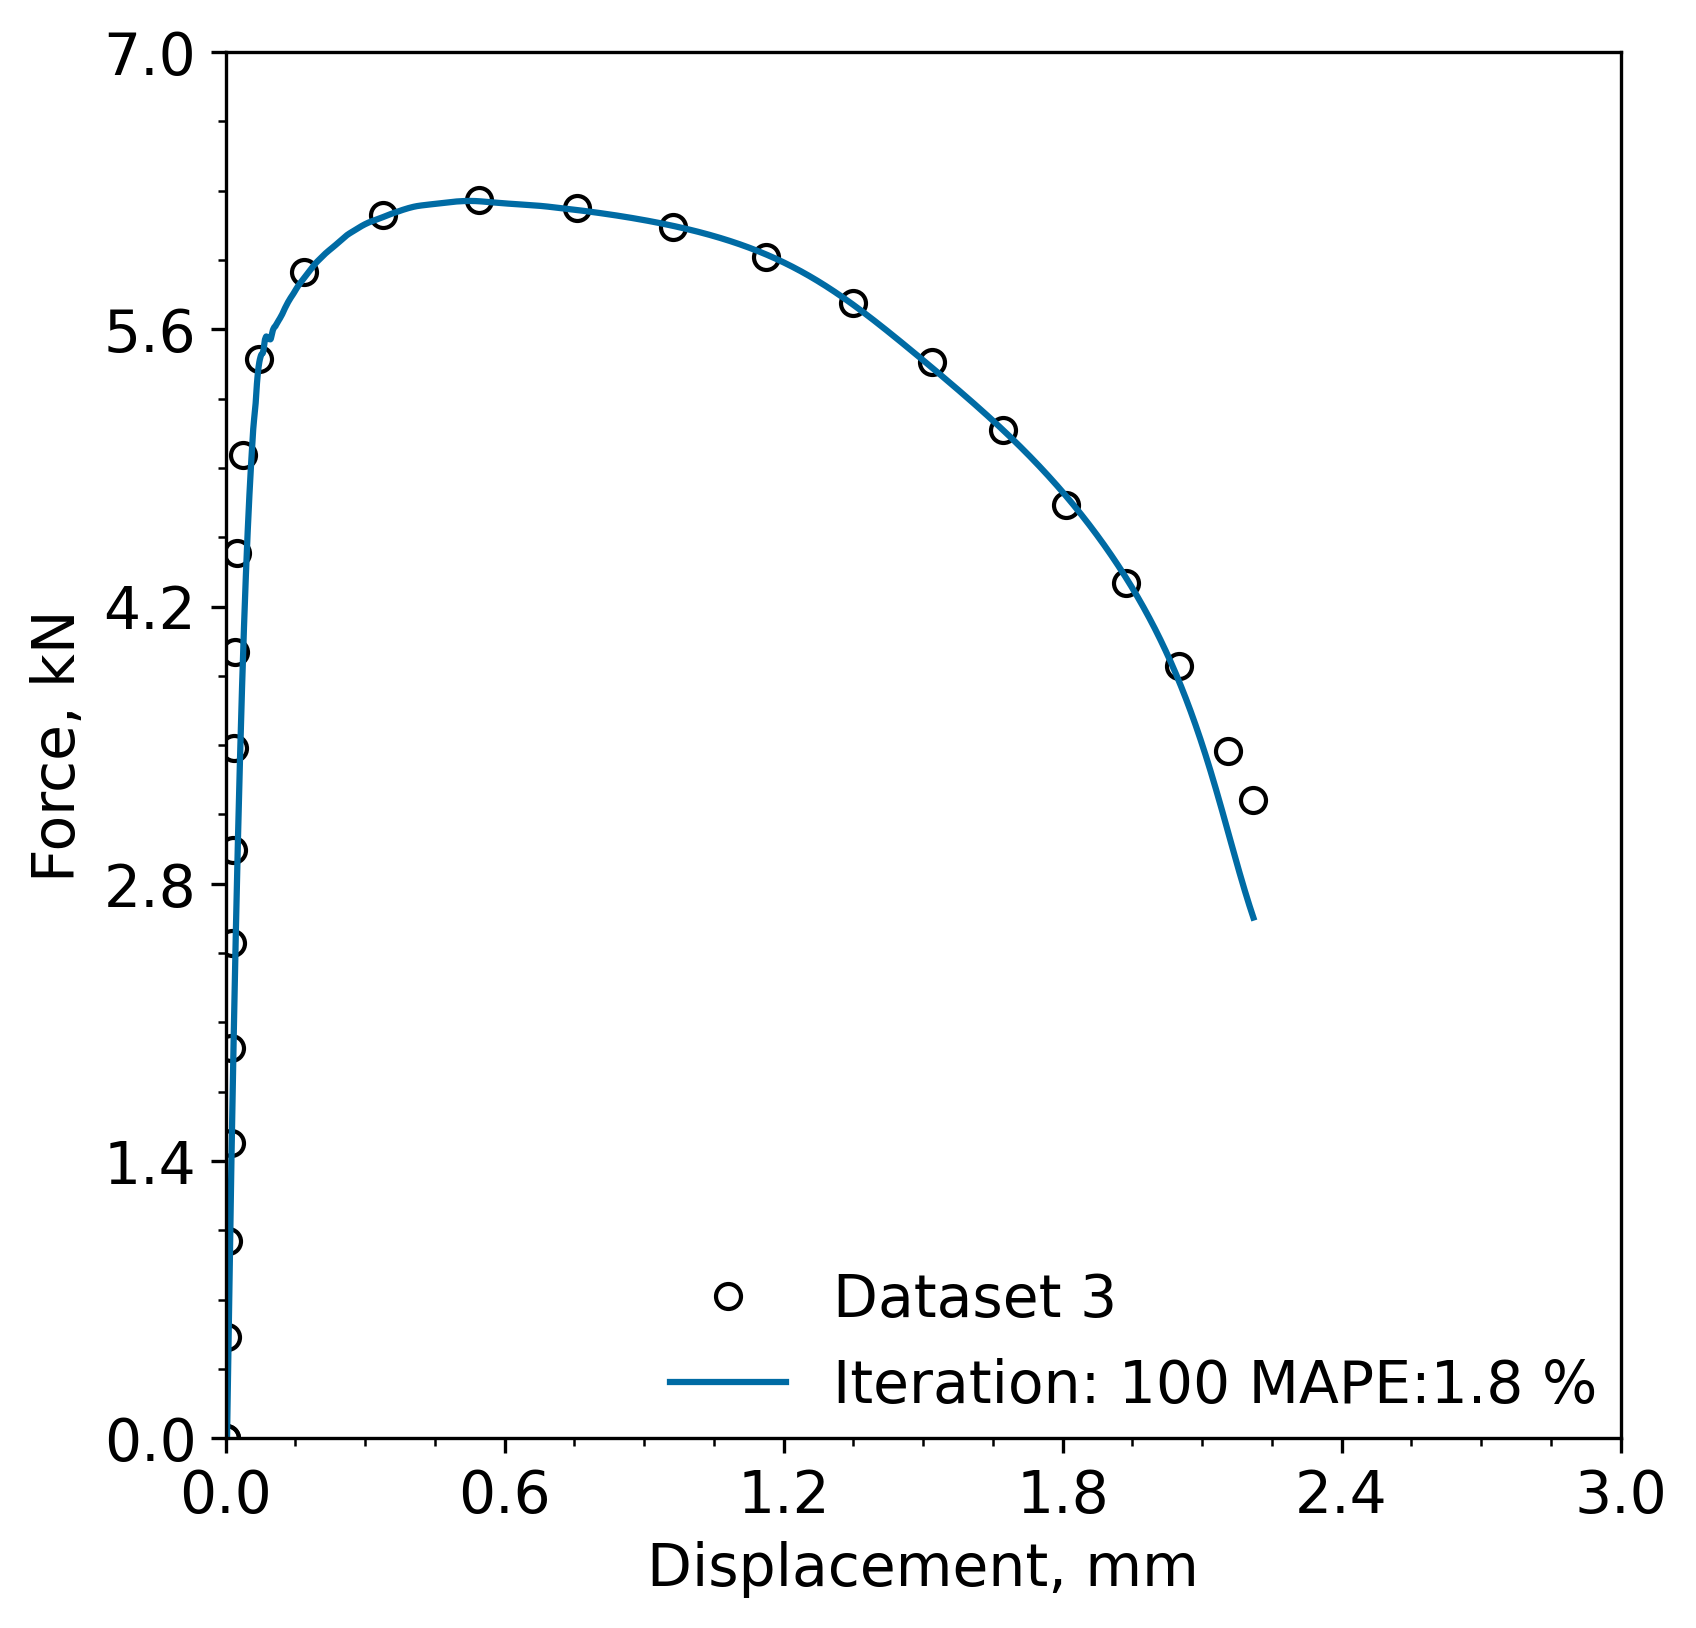 7.0
5.6
4.2
2.8
1.4
0.0
Force, kN
Dataset 3
Iteration: 100 MAPE:1.8 %
0.0 0.6 1.2 1.8 2.4 3.0
Displacement, mm